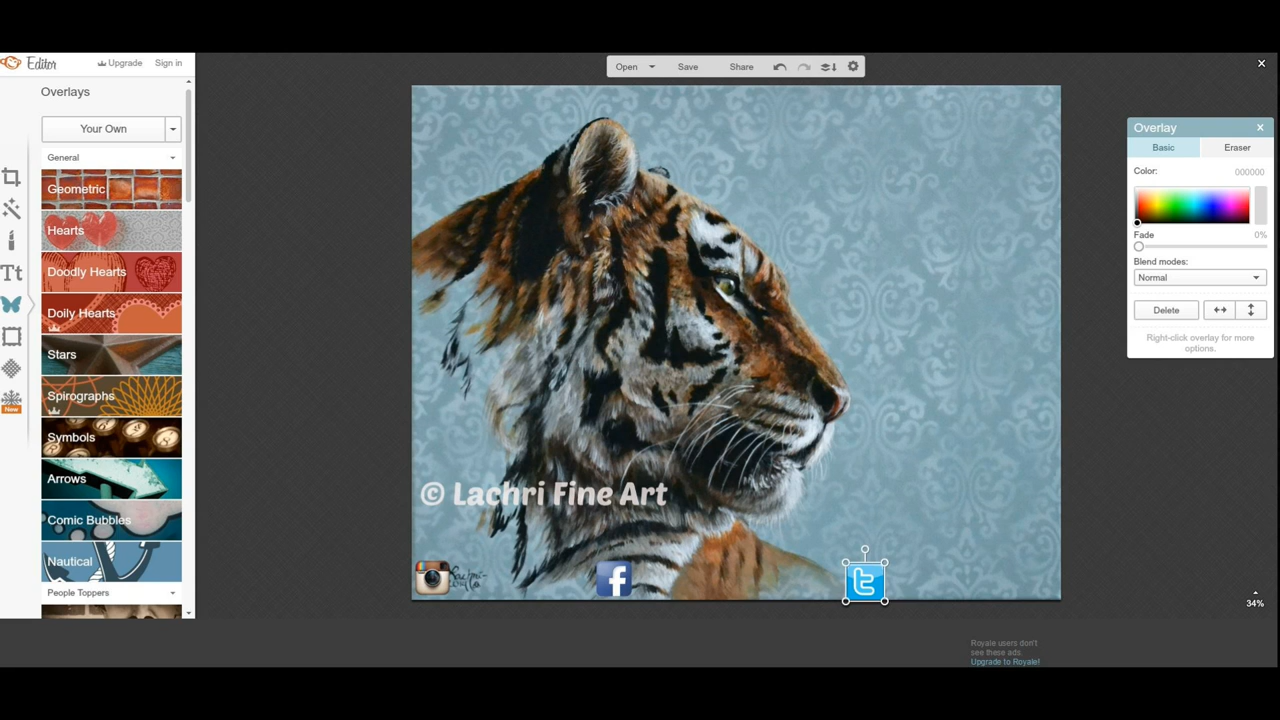 Editor
Upgrade
Sign in
Open
Save
Share
Overlays
Your Own
General
Geometric
Hearts
Doodly Hearts
Doily Hearts
Stars
Spirographs
Symbols
Arrows
Comic Bubbles
Nautical
People Toppers
New
Tt
© Lachri Fine Art
f
t
Overlay
Basic
Eraser
Color:
000000
Fade
0%
Blend modes:
Normal
Delete
Right-click overlay for more
options.
34%
Royale users don't
see these ads.
Upgrade to Royale!